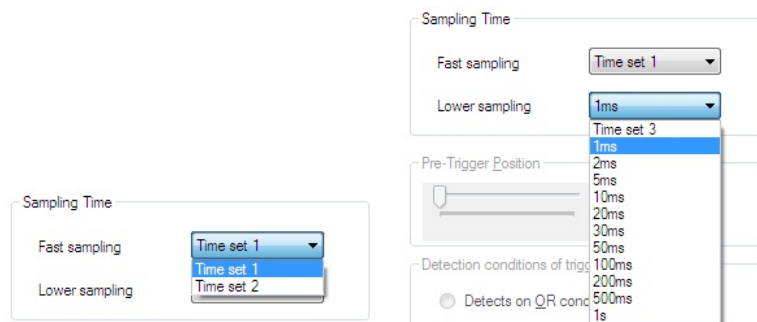 Sampling Time
Fast sampling Time set 1
Time set 1
Time set 2
Lower sampling
Sampling Time
Fast sampling Time set 1
Lower sampling 1ms
Time set 3
1ms
2ms
Pre-Trigger Position
5ms
10ms
20ms
30ms
50ms
Detection conditions of trigg
100ms
200ms
Detects on OR cond
500ms
1s